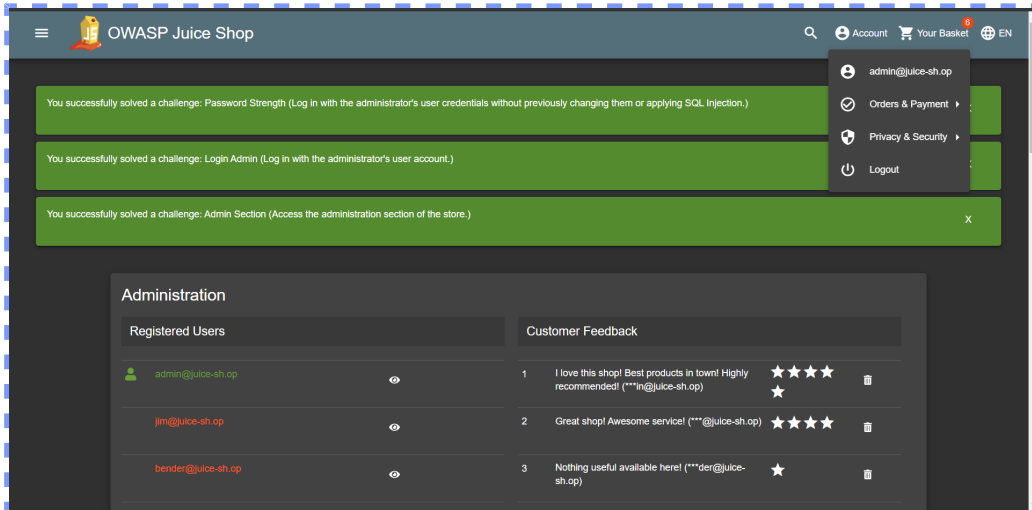 OWASP Juice Shop
Account
Your Basket
6
EN
admin@juice-sh.op
Orders & Payment
Privacy & Security
Logout
You successfully solved a challenge: Password Strength (Log in with the administrator's user credentials without previously changing them or applying SQL Injection.)
You successfully solved a challenge: Login Admin (Log in with the administrator's user account.)
You successfully solved a challenge: Admin Section (Access the administration section of the store.)
X
Administration
Registered Users
admin@juice-sh.op
jim@juice-sh.op
bender@juice-sh.op
Customer Feedback
1
I love this shop! Best products in town! Highly
recommended! (***in@juice-sh.op)
2
Great shop! Awesome service! (***@juice-sh.op)
3
Nothing useful available here! (***der@juice-
sh.op)